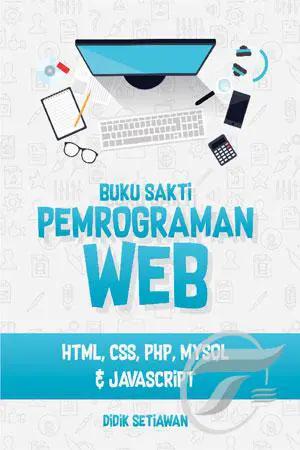 BUKU SAKTI
PEMROGRAMAN
WEB
HTML, CSS, PHP, MYSQL
& JAVASCRIPT
DIDIK SETIAWAN